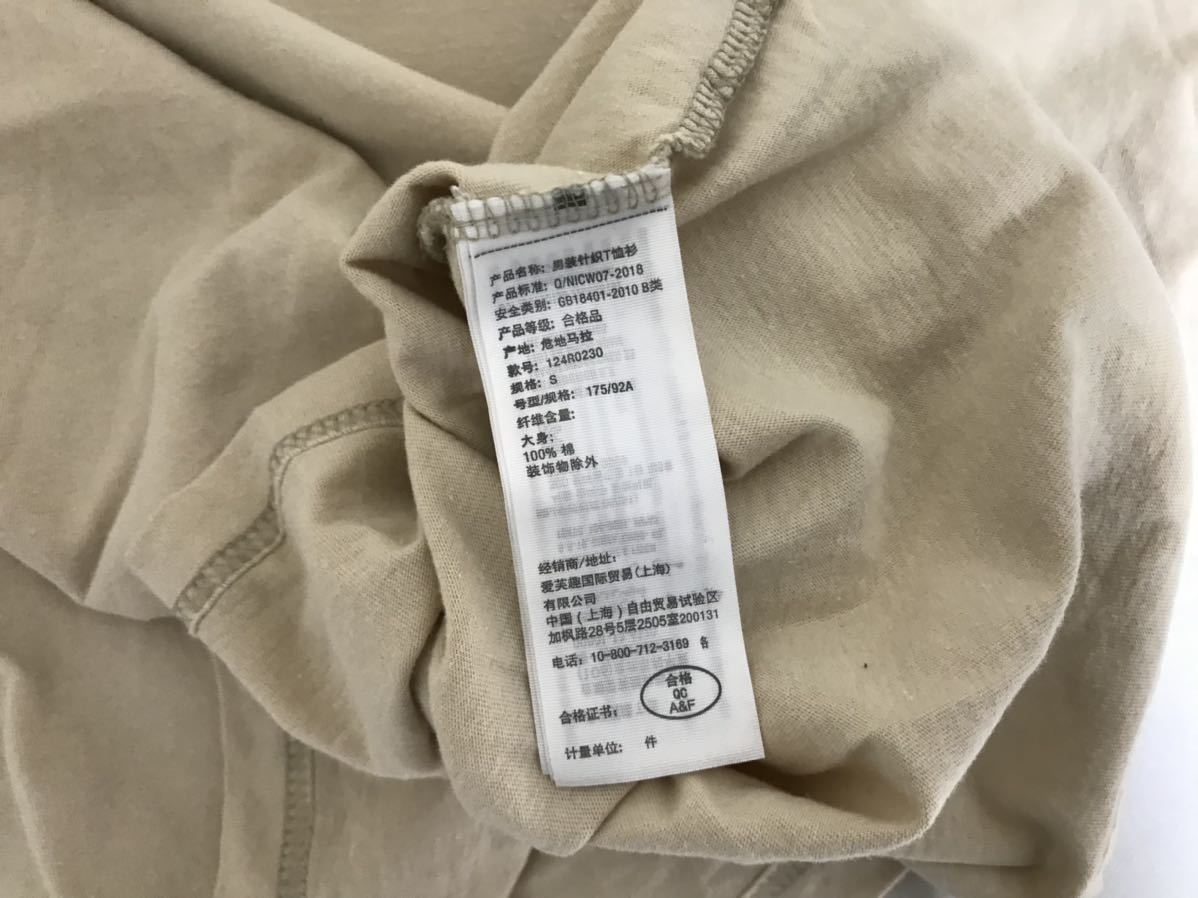 产品名称: 男装针织T恤衫
产品标准: Q/NICW07-2018
安全类别: GB18401-2010 B类
产品等级: 合格品
产地: 危地马拉
款号: 124R0230
规格: S
号型/规格: 175/92A
纤维含量:
大身:
100% 棉
装饰物除外
经销商/地址:
爱芙趣国际贸易(上海)
有限公司
中国(上海)自由贸易试验区
加枫路28号5层2505室200131
电话: 10-800-712-3169
合格
QC
A&F
合格证书:
计量单位: 件